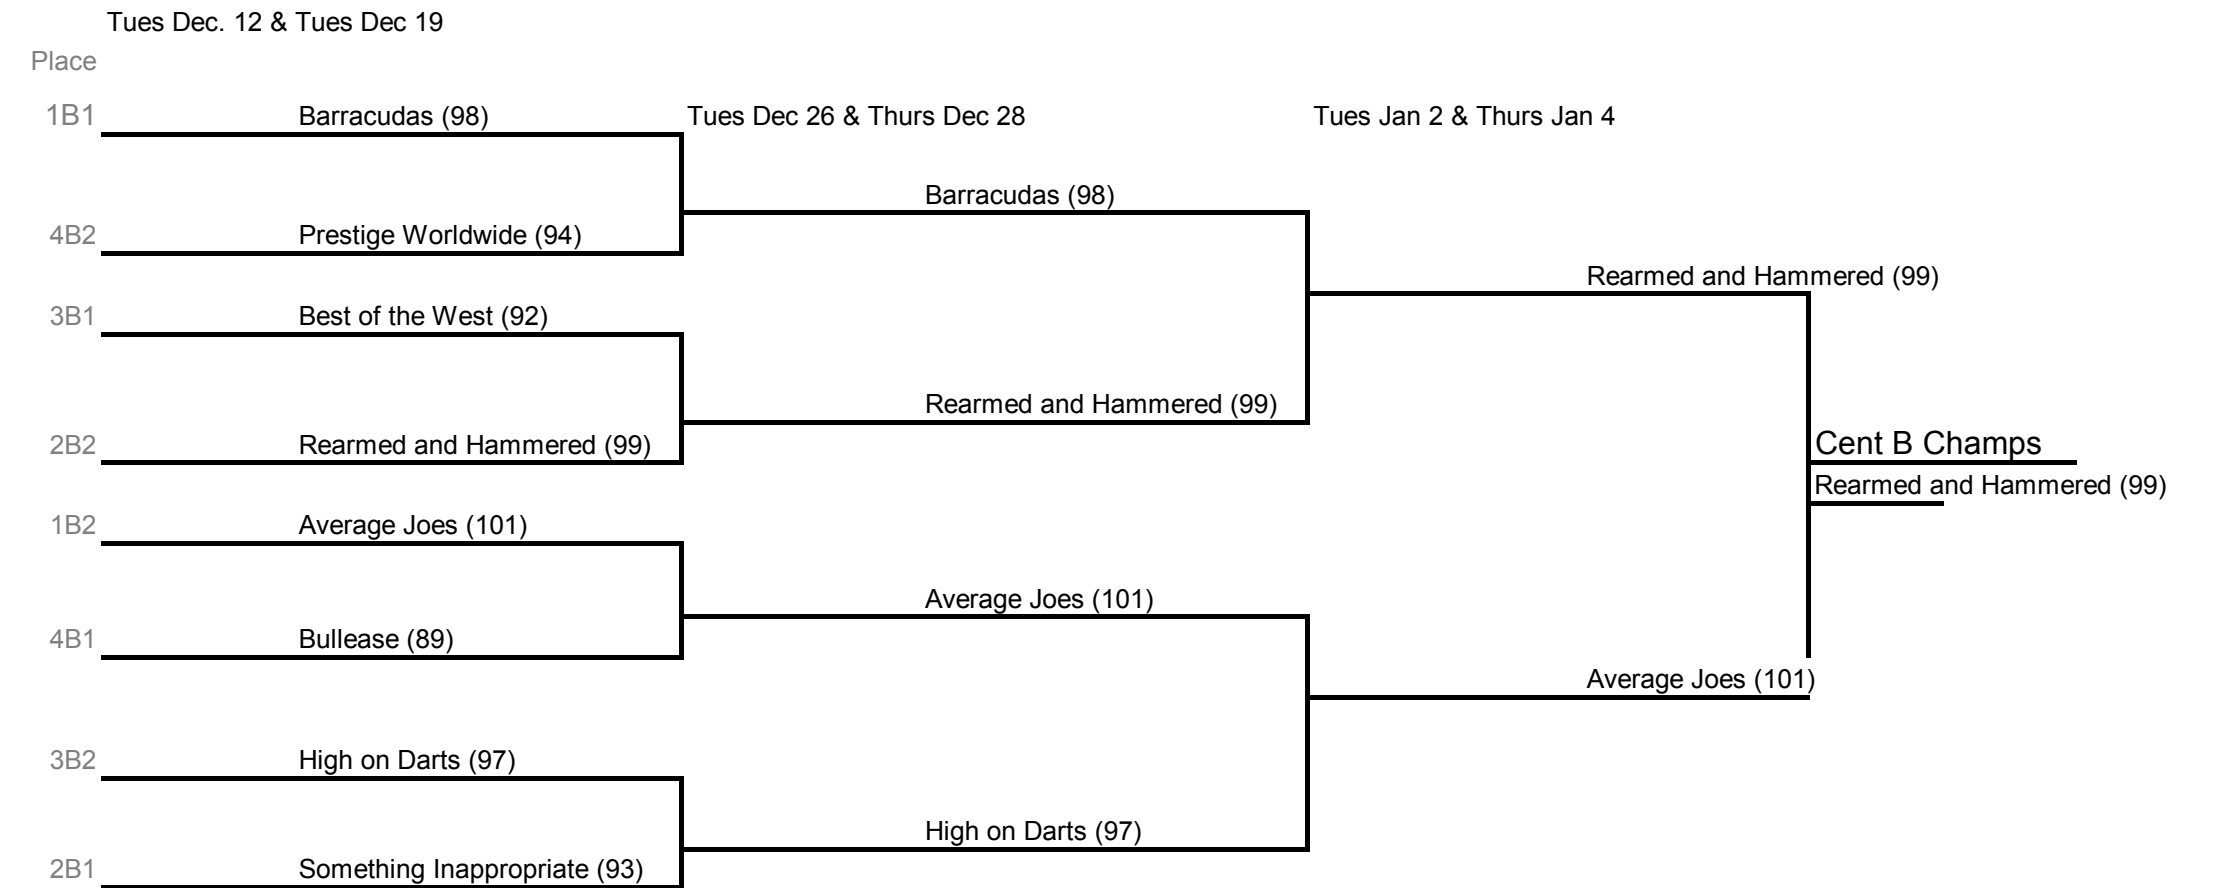 Tues Dec. 12 & Tues Dec 19
Place
1B1 Barracudas (98) Tues Dec 26 & Thurs Dec 28 Tues Jan 2 & Thurs Jan 4
Barracudas (98)
4B2 Prestige Worldwide (94)
Rearmed and Hammered (99)
3B1 Best of the West (92)
Rearmed and Hammered (99)
2B2 Rearmed and Hammered (99) Cent B Champs
Rearmed and Hammered (99)
1B2 Average Joes (101)
Average Joes (101)
4B1 Bullease (89)
Average Joes (101)
3B2 High on Darts (97)
High on Darts (97)
2B1 Something Inappropriate (93)